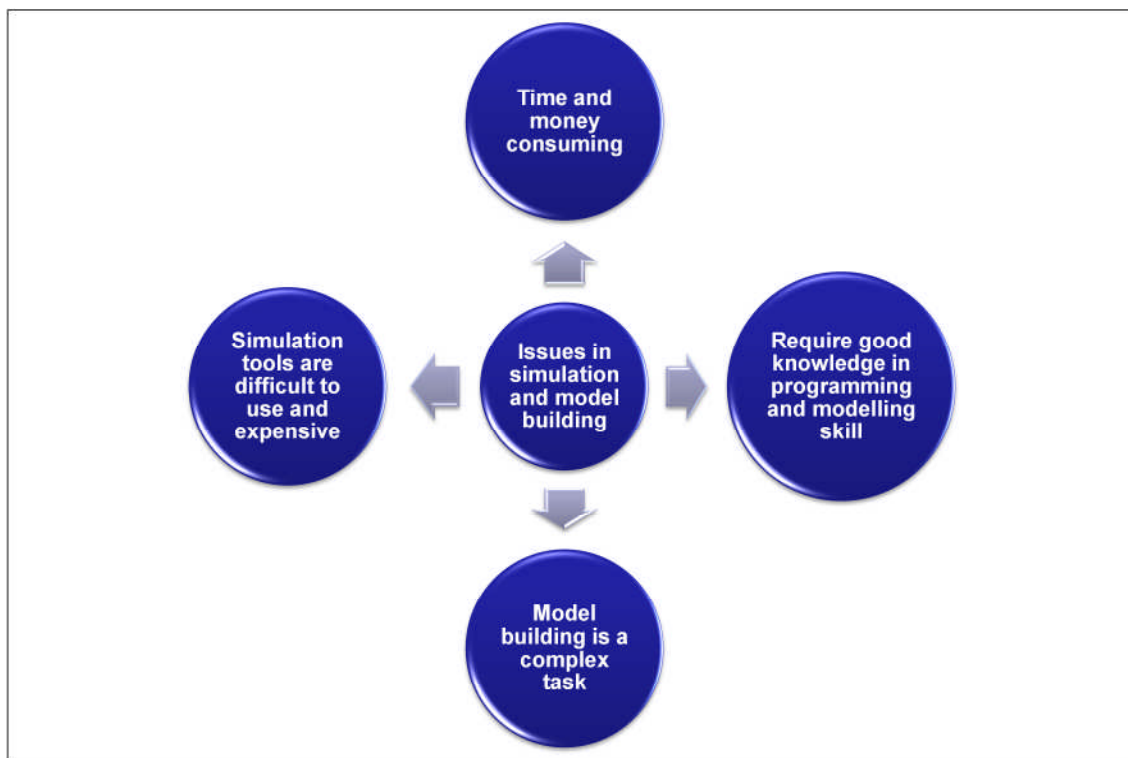 Time and
money
consuming
Simulation
tools are
difficult to
use and
expensive
Issues in
simulation
and model
building
Require good
knowledge in
programming
and modelling
skill
Model
building is a
complex
task